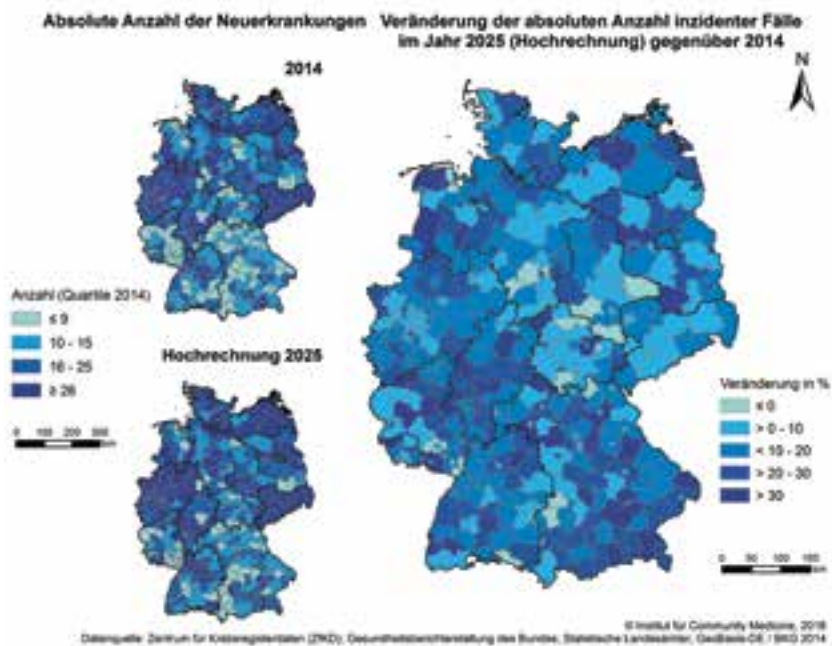 Absolute Anzahl der Neuerkrankungen
2014
Anzahl (Quartile 2014)
≤ 9
10 - 15
16 - 25
≥ 26
0 100 200 300
km
Hochrechnung 2025
Veränderung der absoluten Anzahl inzidenter Fälle
im Jahr 2025 (Hochrechnung) gegenüber 2014
N
Veränderung in %
≤ 0
> 0 - 10
< 10 - 20
> 20 - 30
> 30
0 50 100 150
km
© Institut für Community Medicine, 2018
Datenquelle: Zentrum für Krebsregisterdaten (ZfKD); Gesundheitsberichterstattung des Bundes; Statistische Landesämter; GeoBasis-DE / BKG 2014